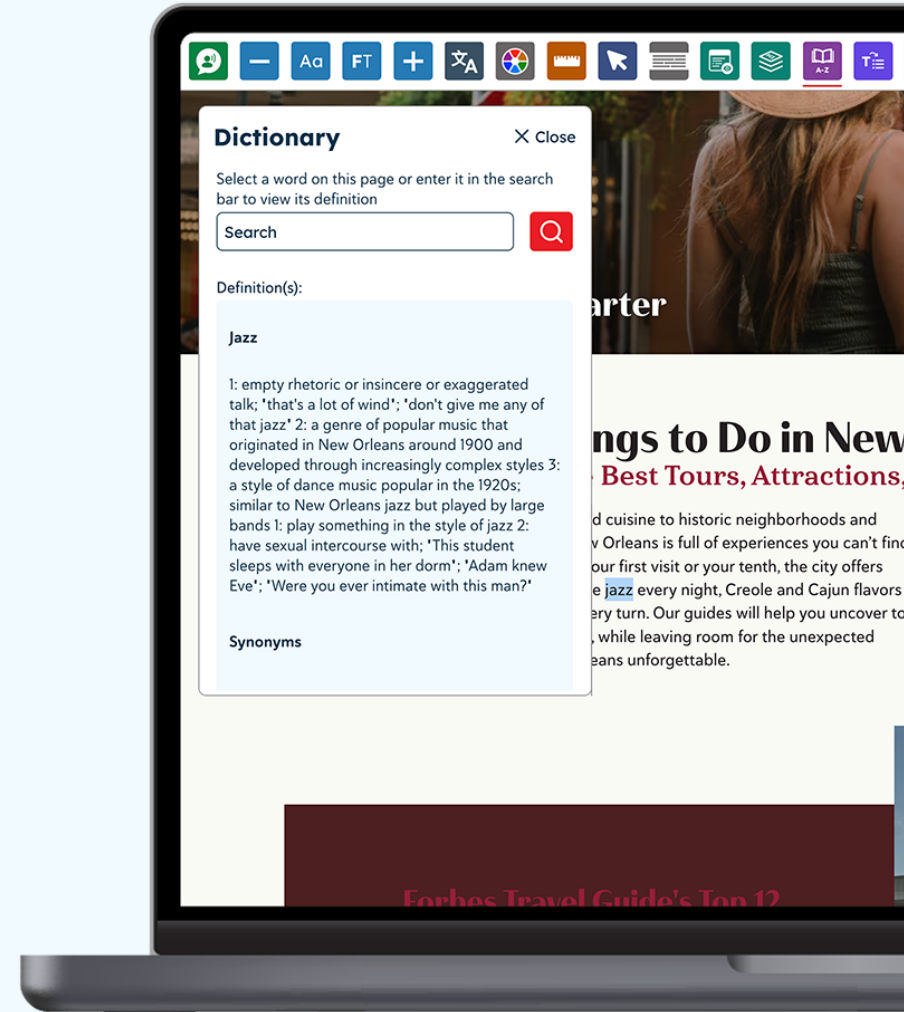 Aa
FT
A
A-Z
T
Dictionary
Close
Select a word on this page or enter it in the search
bar to view its definition
Search
Definition(s):
Jazz
1: empty rhetoric or insincere or exaggerated
talk; "that's a lot of wind"; "don't give me any of
that jazz" 2: a genre of popular music that
originated in New Orleans around 1900 and
developed through increasingly complex styles 3:
a style of dance music popular in the 1920s;
similar to New Orleans jazz but played by large
bands 1: play something in the style of jazz 2:
have sexual intercourse with; "This student
sleeps with everyone in her dorm"; "Adam knew
Eve"; "Were you ever intimate with this man?"
Synonyms
arter
ngs to Do in New
Best Tours, Attractions,
d cuisine to historic neighborhoods and
w Orleans is full of experiences you can't find
our first visit or your tenth, the city offers
e jazz every night, Creole and Cajun flavors
ery turn. Our guides will help you uncover to
, while leaving room for the unexpected
eans unforgettable.
Forbes Travel Guide's Top 12